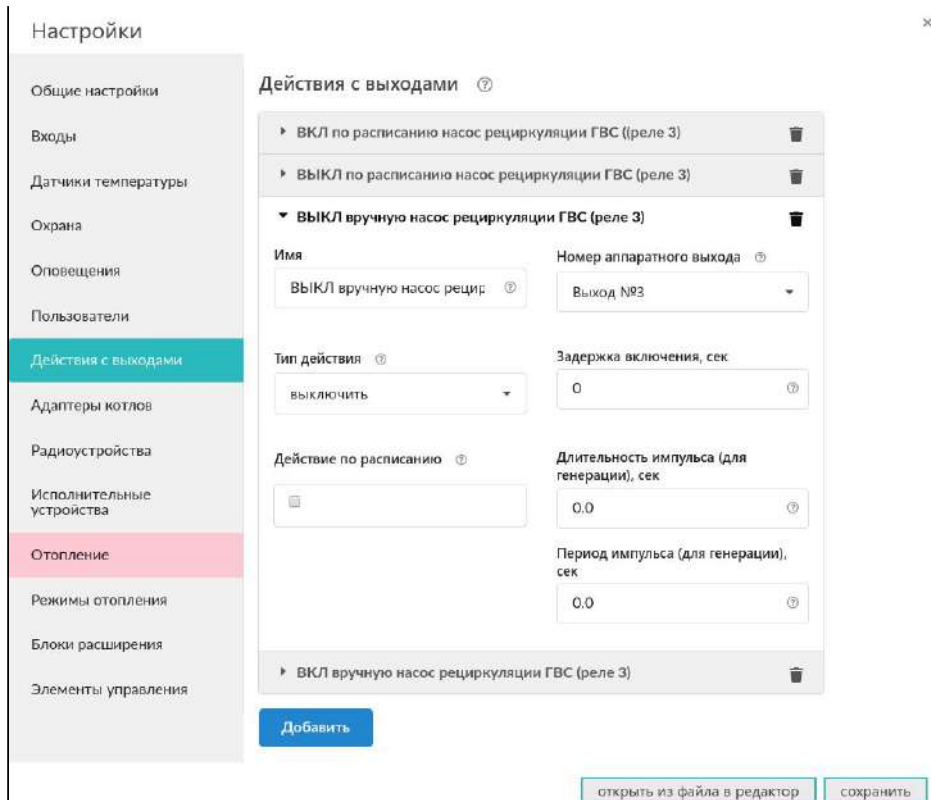 Настройки
×
Общие настройки
Входы
Датчики температуры
Охрана
Оповещения
Пользователи
Действия с выходами
Адаптеры котлов
Радиоустройства
Исполнительные
устройства
Отопление
Режимы отопления
Блоки расширения
Элементы управления
Действия с выходами ?
ВКЛ по расписанию насос рециркуляции ГВС ((реле 3)
ВЫКЛ по расписанию насос рециркуляции ГВС (реле 3)
ВЫКЛ вручную насос рециркуляции ГВС (реле 3)
Имя
ВЫКЛ вручную насос рецир ?
Номер аппаратного выхода ?
Выход №3
Тип действия ?
выключить
Задержка включения, сек
0 ?
Действие по расписанию ?
Длительность импульса (для
генерации), сек
0.0 ?
Период импульса (для генерации),
сек
0.0 ?
ВКЛ вручную насос рециркуляции ГВС (реле 3)
Добавить
открыть из файла в редактор
сохранить